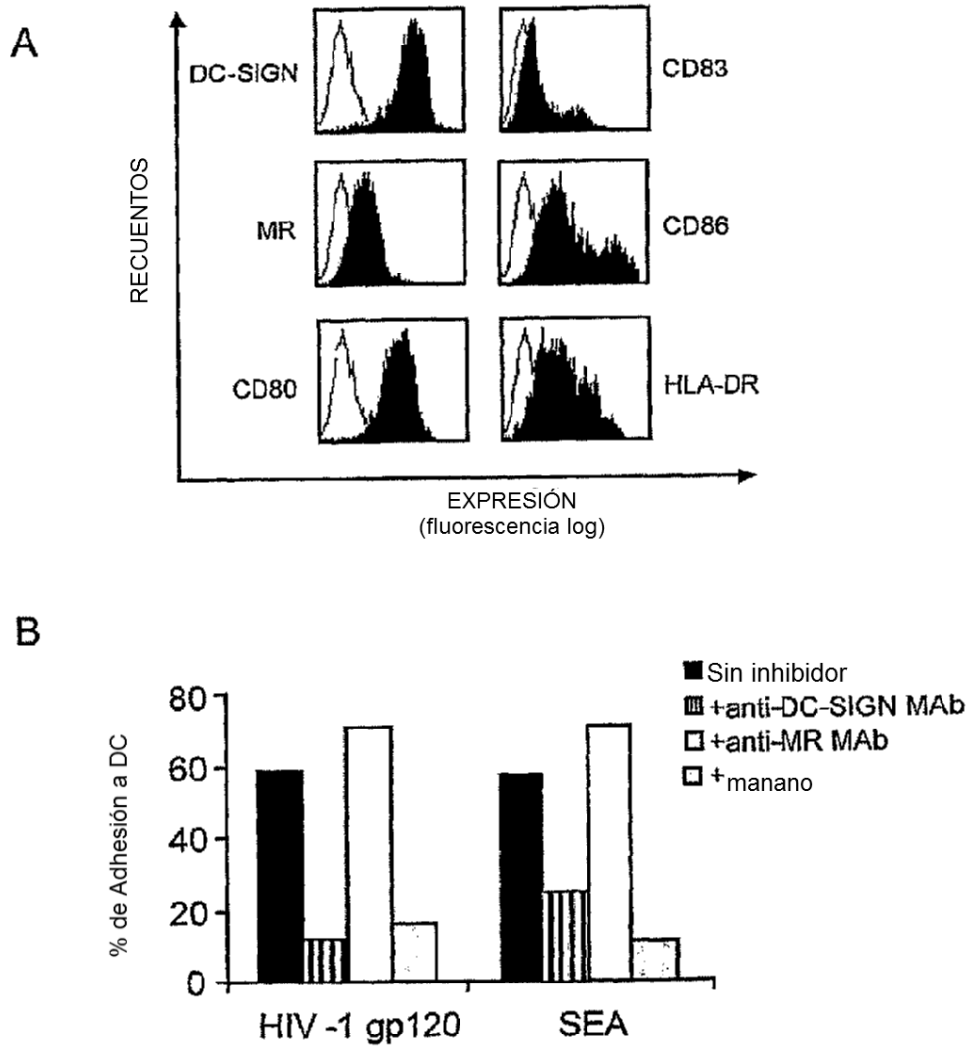 A
DC-SIGN
CD83
MR
CD86
CD80
HLA-DR
RECUENTOS
EXPRESIÓN
(fluorescencia log)
B
Sin inhibidor
+anti-DC-SIGN MAb
+anti-MR MAb
+manano
% de Adhesión a DC
80
60
40
20
0
HIV -1 gp120
SEA